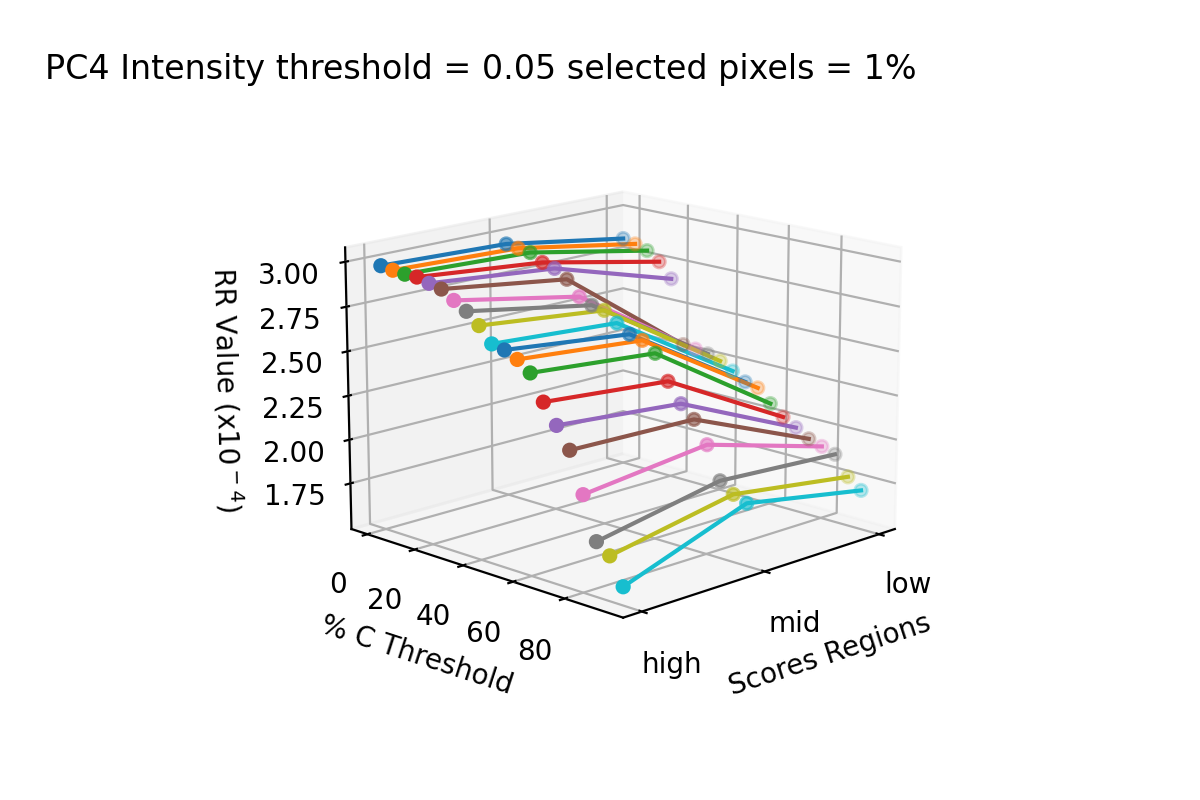 PC4 Intensity threshold = 0.05 selected pixels = 1%
3.00
2.75
2.50
2.25
2.00
1.75
RR Value (x10⁻⁴)
0
20
40
60
80
% C Threshold
high
mid
low
Scores Regions